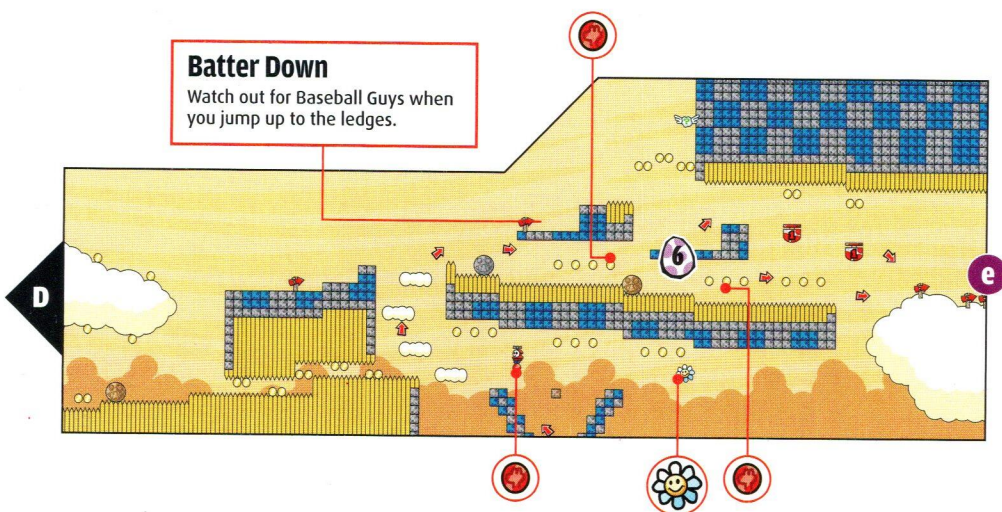 Batter Down
Watch out for Baseball Guys when
you jump up to the ledges.
6
D
e